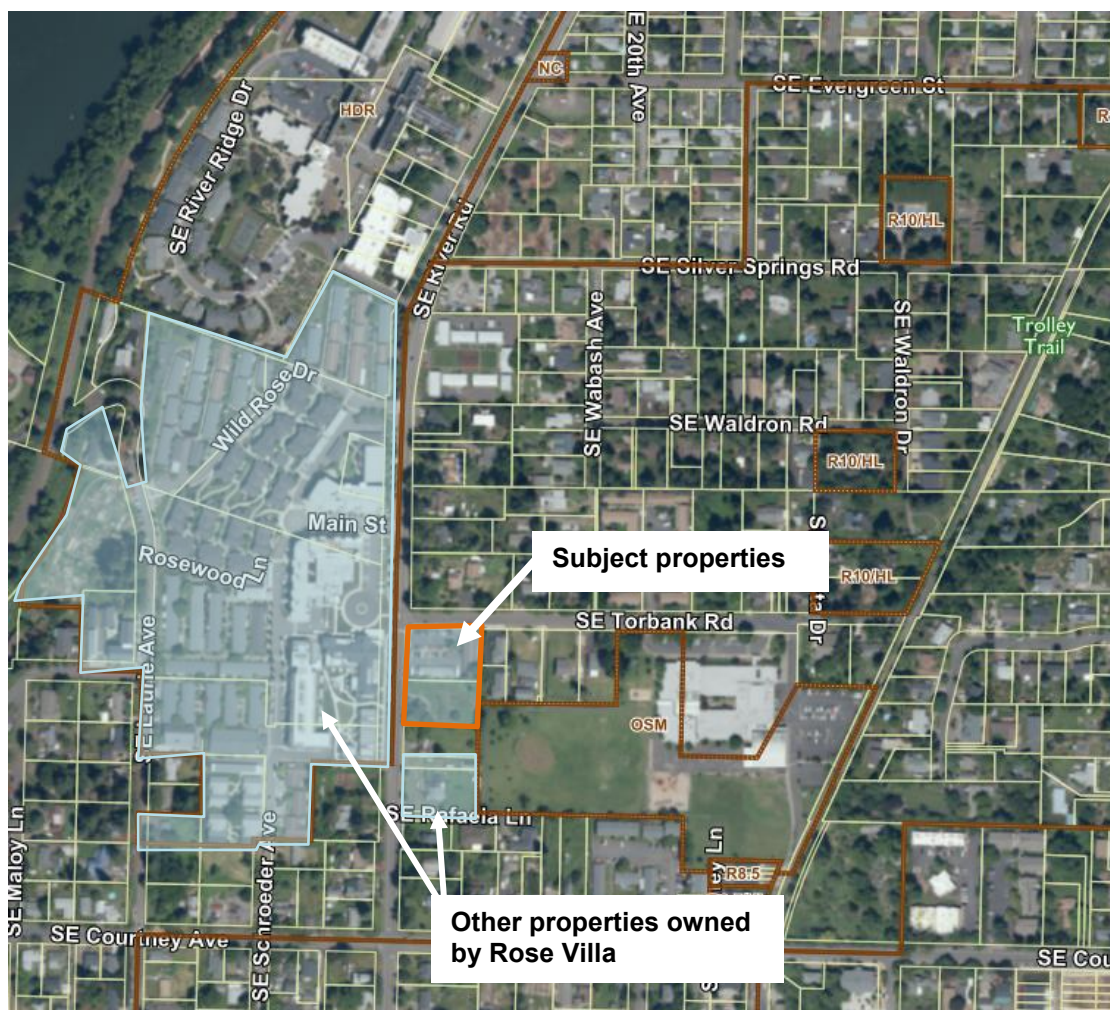 NC
SE 20th Ave
SE Evergreen St
HDR
SE River Ridge Dr
R10/HL
SE River Rd
SE Silver Springs Rd
SE Wabash Ave
SE Waldron Dr
Trolley
Trail
Wild Rose Dr
SE Waldron Rd
R10/HL
Main St
Subject properties
Rosewood Ln
R10/HL
SE Torbank Rd
SE Laurie Ave
OSM
SE Rafaela Ln
SE Maloy Ln
SE Schroeder Ave
R8.5
Other properties owned
by Rose Villa
SE Courtney Ave
SE Cou